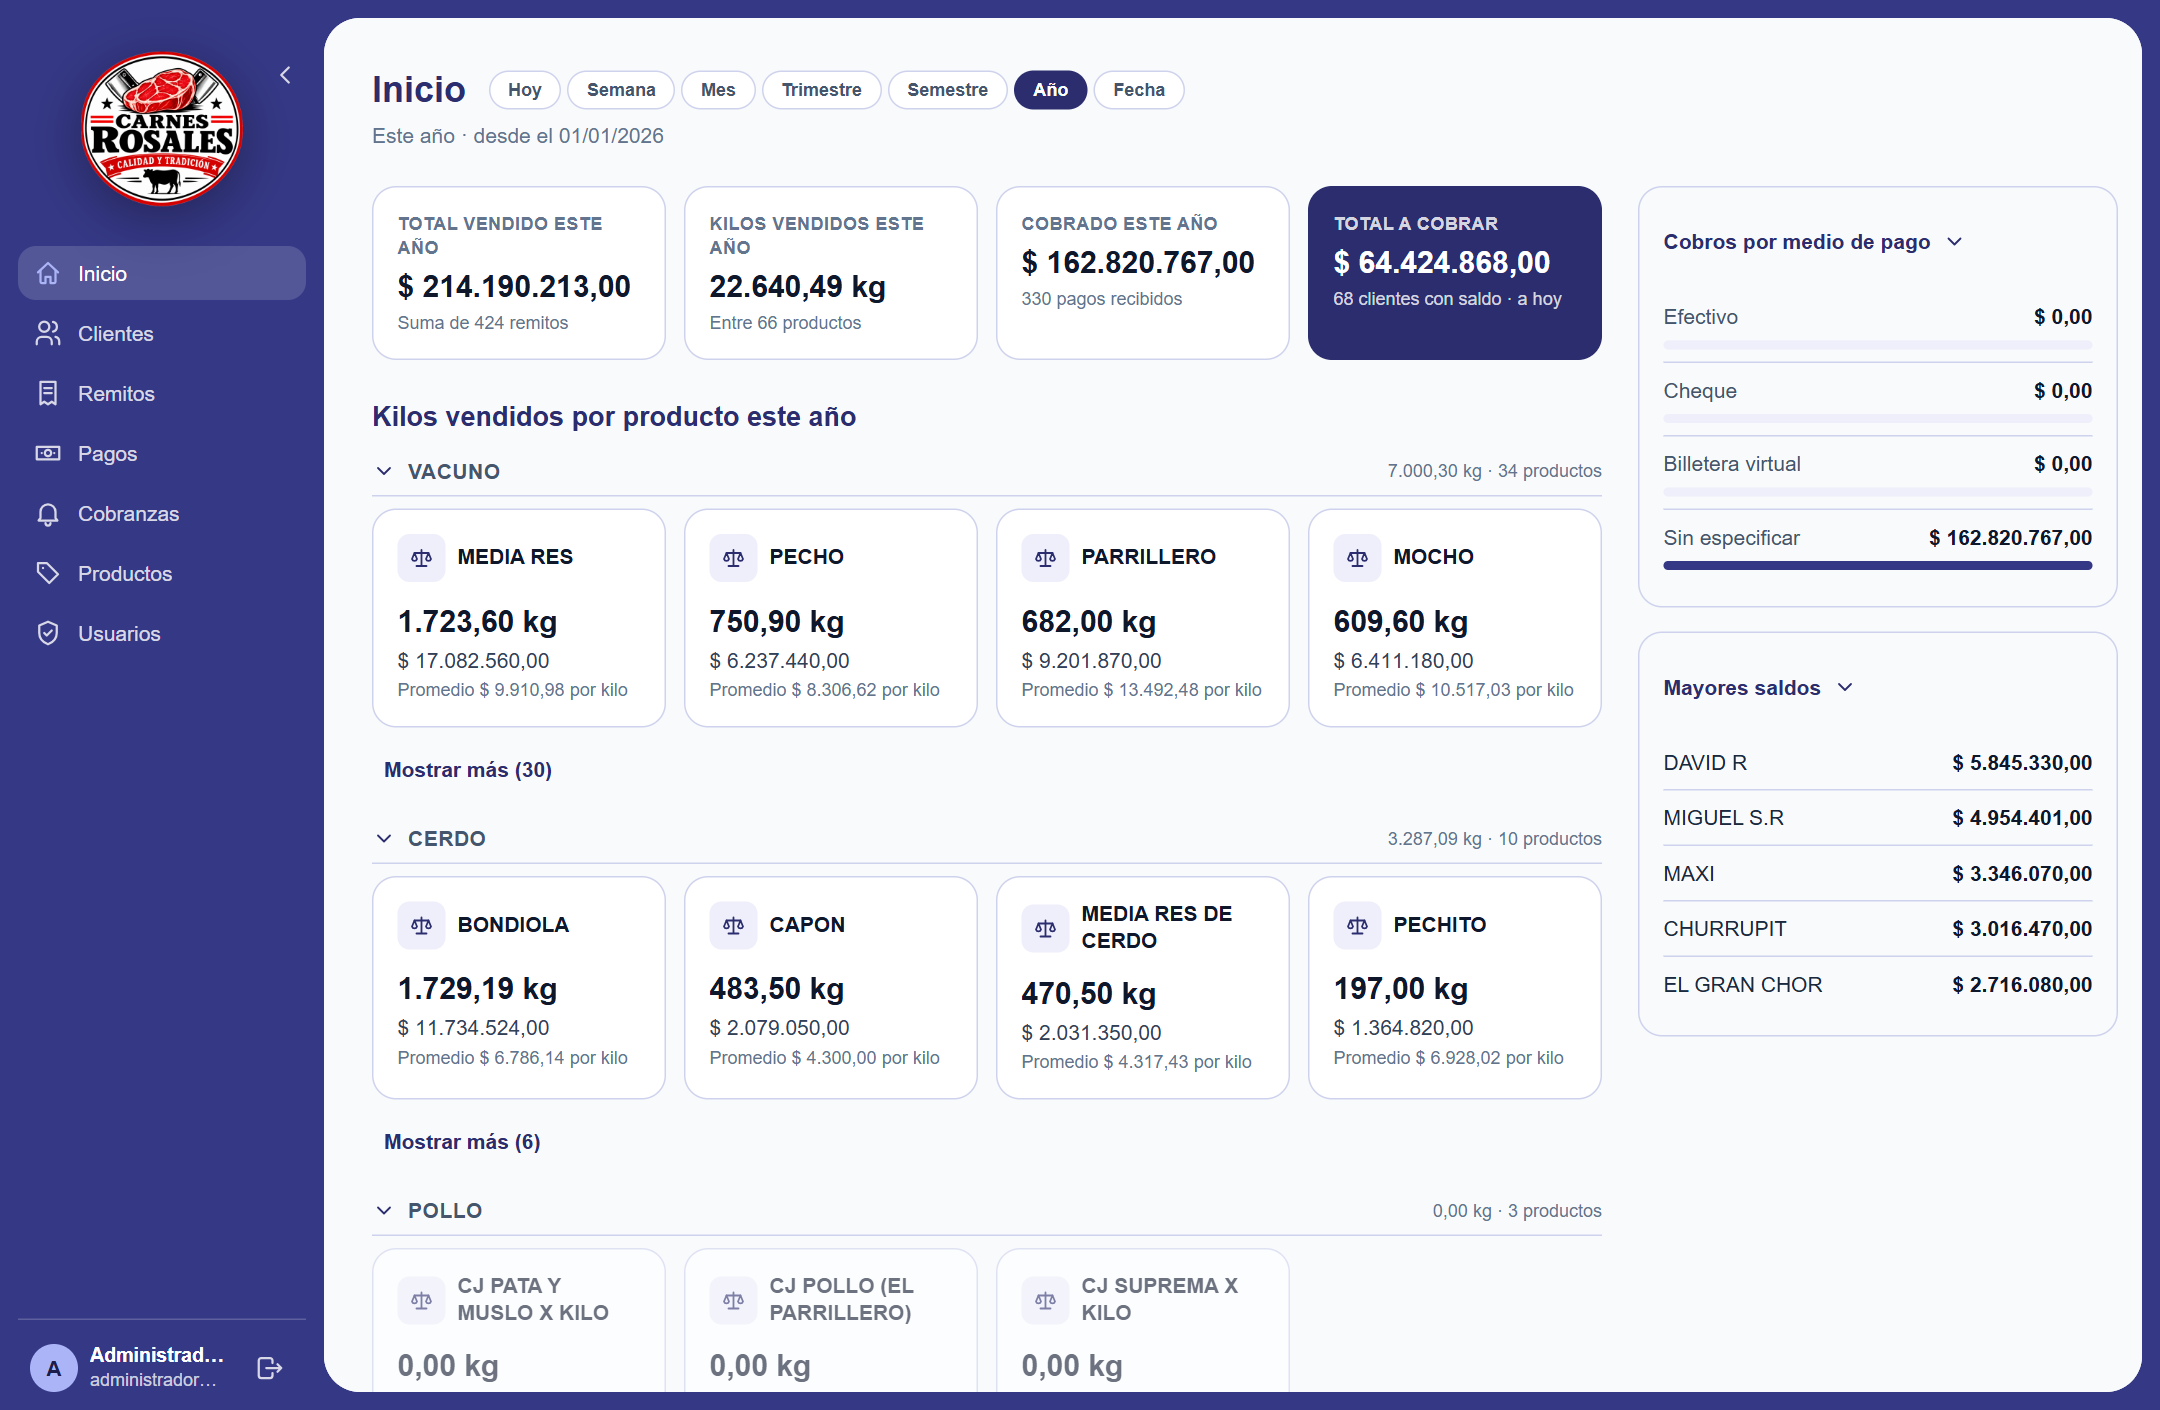 CARNES
ROSALES
CALIDAD Y TRADICIÓN
Inicio
Clientes
Remitos
Pagos
Cobranzas
Productos
Usuarios
A
Administrad...
administrador...
Inicio
Hoy
Semana
Mes
Trimestre
Semestre
Año
Fecha
Este año · desde el 01/01/2026
TOTAL VENDIDO ESTE
AÑO
$ 214.190.213,00
Suma de 424 remitos
KILOS VENDIDOS ESTE
AÑO
22.640,49 kg
Entre 66 productos
COBRADO ESTE AÑO
$ 162.820.767,00
330 pagos recibidos
TOTAL A COBRAR
$ 64.424.868,00
68 clientes con saldo · a hoy
Kilos vendidos por producto este año
VACUNO
7.000,30 kg · 34 productos
MEDIA RES
1.723,60 kg
$ 17.082.560,00
Promedio $ 9.910,98 por kilo
PECHO
750,90 kg
$ 6.237.440,00
Promedio $ 8.306,62 por kilo
PARRILLERO
682,00 kg
$ 9.201.870,00
Promedio $ 13.492,48 por kilo
MOCHO
609,60 kg
$ 6.411.180,00
Promedio $ 10.517,03 por kilo
Mostrar más (30)
CERDO
3.287,09 kg · 10 productos
BONDIOLA
1.729,19 kg
$ 11.734.524,00
Promedio $ 6.786,14 por kilo
CAPON
483,50 kg
$ 2.079.050,00
Promedio $ 4.300,00 por kilo
MEDIA RES DE
CERDO
470,50 kg
$ 2.031.350,00
Promedio $ 4.317,43 por kilo
PECHITO
197,00 kg
$ 1.364.820,00
Promedio $ 6.928,02 por kilo
Mostrar más (6)
POLLO
0,00 kg · 3 productos
CJ PATA Y
MUSLO X KILO
0,00 kg
CJ POLLO (EL
PARRILLERO)
0,00 kg
CJ SUPREMA X
KILO
0,00 kg
Cobros por medio de pago
Efectivo
$ 0,00
Cheque
$ 0,00
Billetera virtual
$ 0,00
Sin especificar
$ 162.820.767,00
Mayores saldos
DAVID R
$ 5.845.330,00
MIGUEL S.R
$ 4.954.401,00
MAXI
$ 3.346.070,00
CHURRUPIT
$ 3.016.470,00
EL GRAN CHOR
$ 2.716.080,00